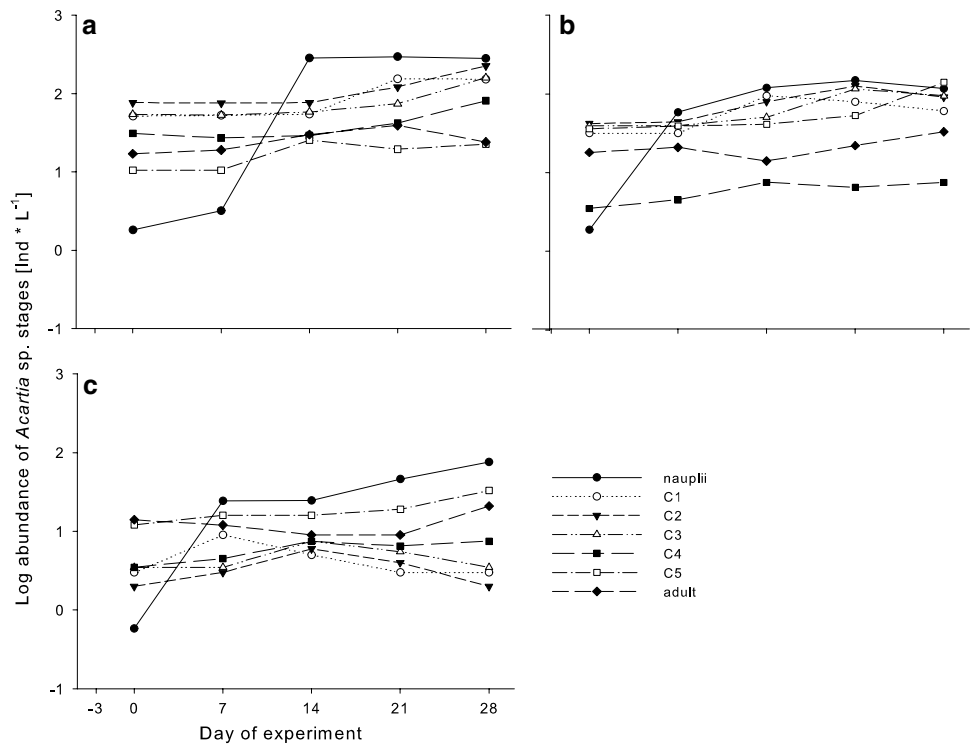 a
b
3
2
1
0
-1
c
3
2
1
0
-1
-3 0 7 14 21 28
Day of experiment
Log abundance of Acartia sp. stages [Ind * L⁻¹]
nauplii
C1
C2
C3
C4
C5
adult